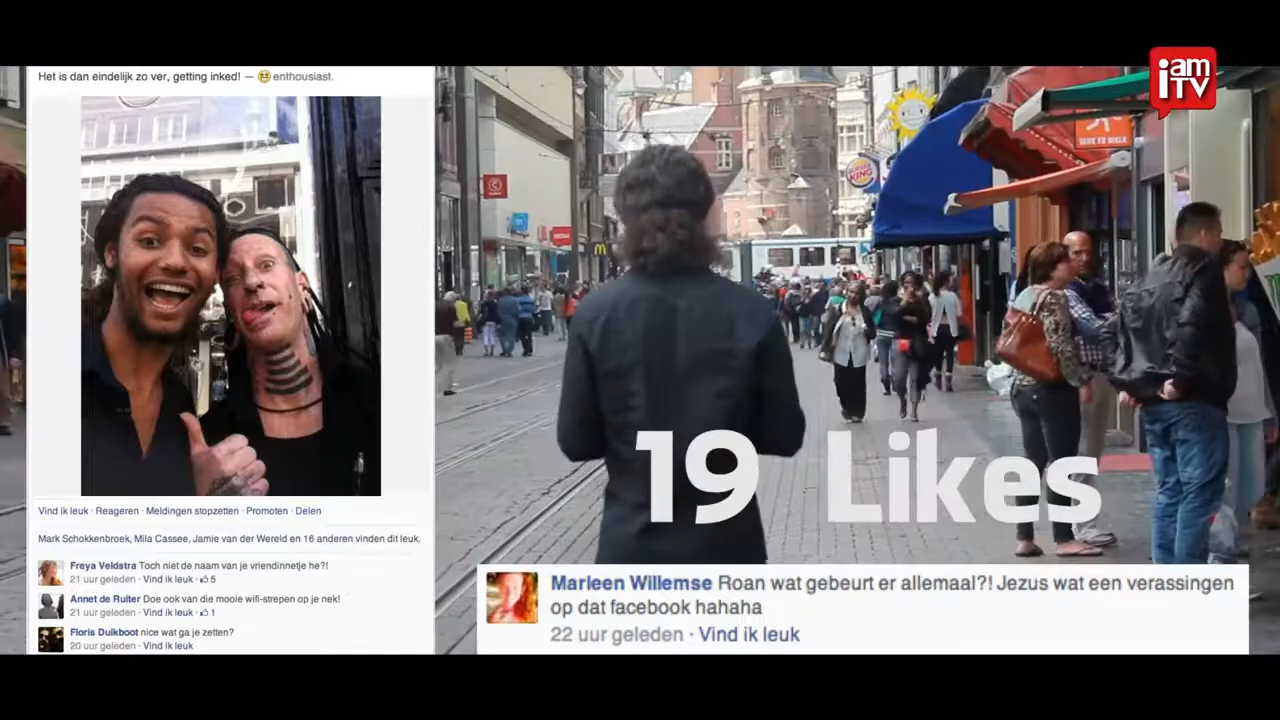 Het is dan eindelijk zo ver, getting inked! — enthousiast.
iam
TV
WOK TO WALK
BURGER
KING
19 Likes
Vind ik leuk · Reageren · Meldingen stopzetten · Promoten · Delen
Mark Schokkenbroek, Mila Cassee, Jamie van der Wereld en 16 anderen vinden dit leuk.
Freya Veldstra Toch niet de naam van je vriendinnetje he?!
21 uur geleden · Vind ik leuk · 5
Annet de Ruiter Doe ook van die mooie wifi-strepen op je nek!
21 uur geleden · Vind ik leuk · 1
Floris Duikboot nice wat ga je zetten?
20 uur geleden · Vind ik leuk
Marleen Willemse Roan wat gebeurt er allemaal?! Jezus wat een verassingen
op dat facebook hahaha
22 uur geleden · Vind ik leuk